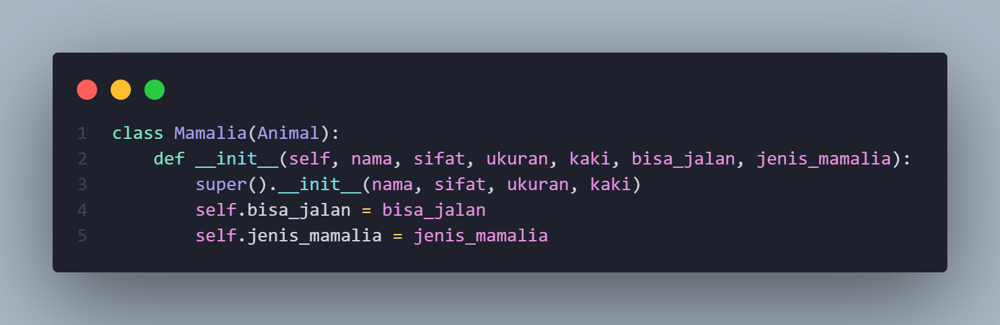 1 class Mamalia(Animal):
2     def __init__(self, nama, sifat, ukuran, kaki, bisa_jalan, jenis_mamalia):
3         super().__init__(nama, sifat, ukuran, kaki)
4         self.bisa_jalan = bisa_jalan
5         self.jenis_mamalia = jenis_mamalia